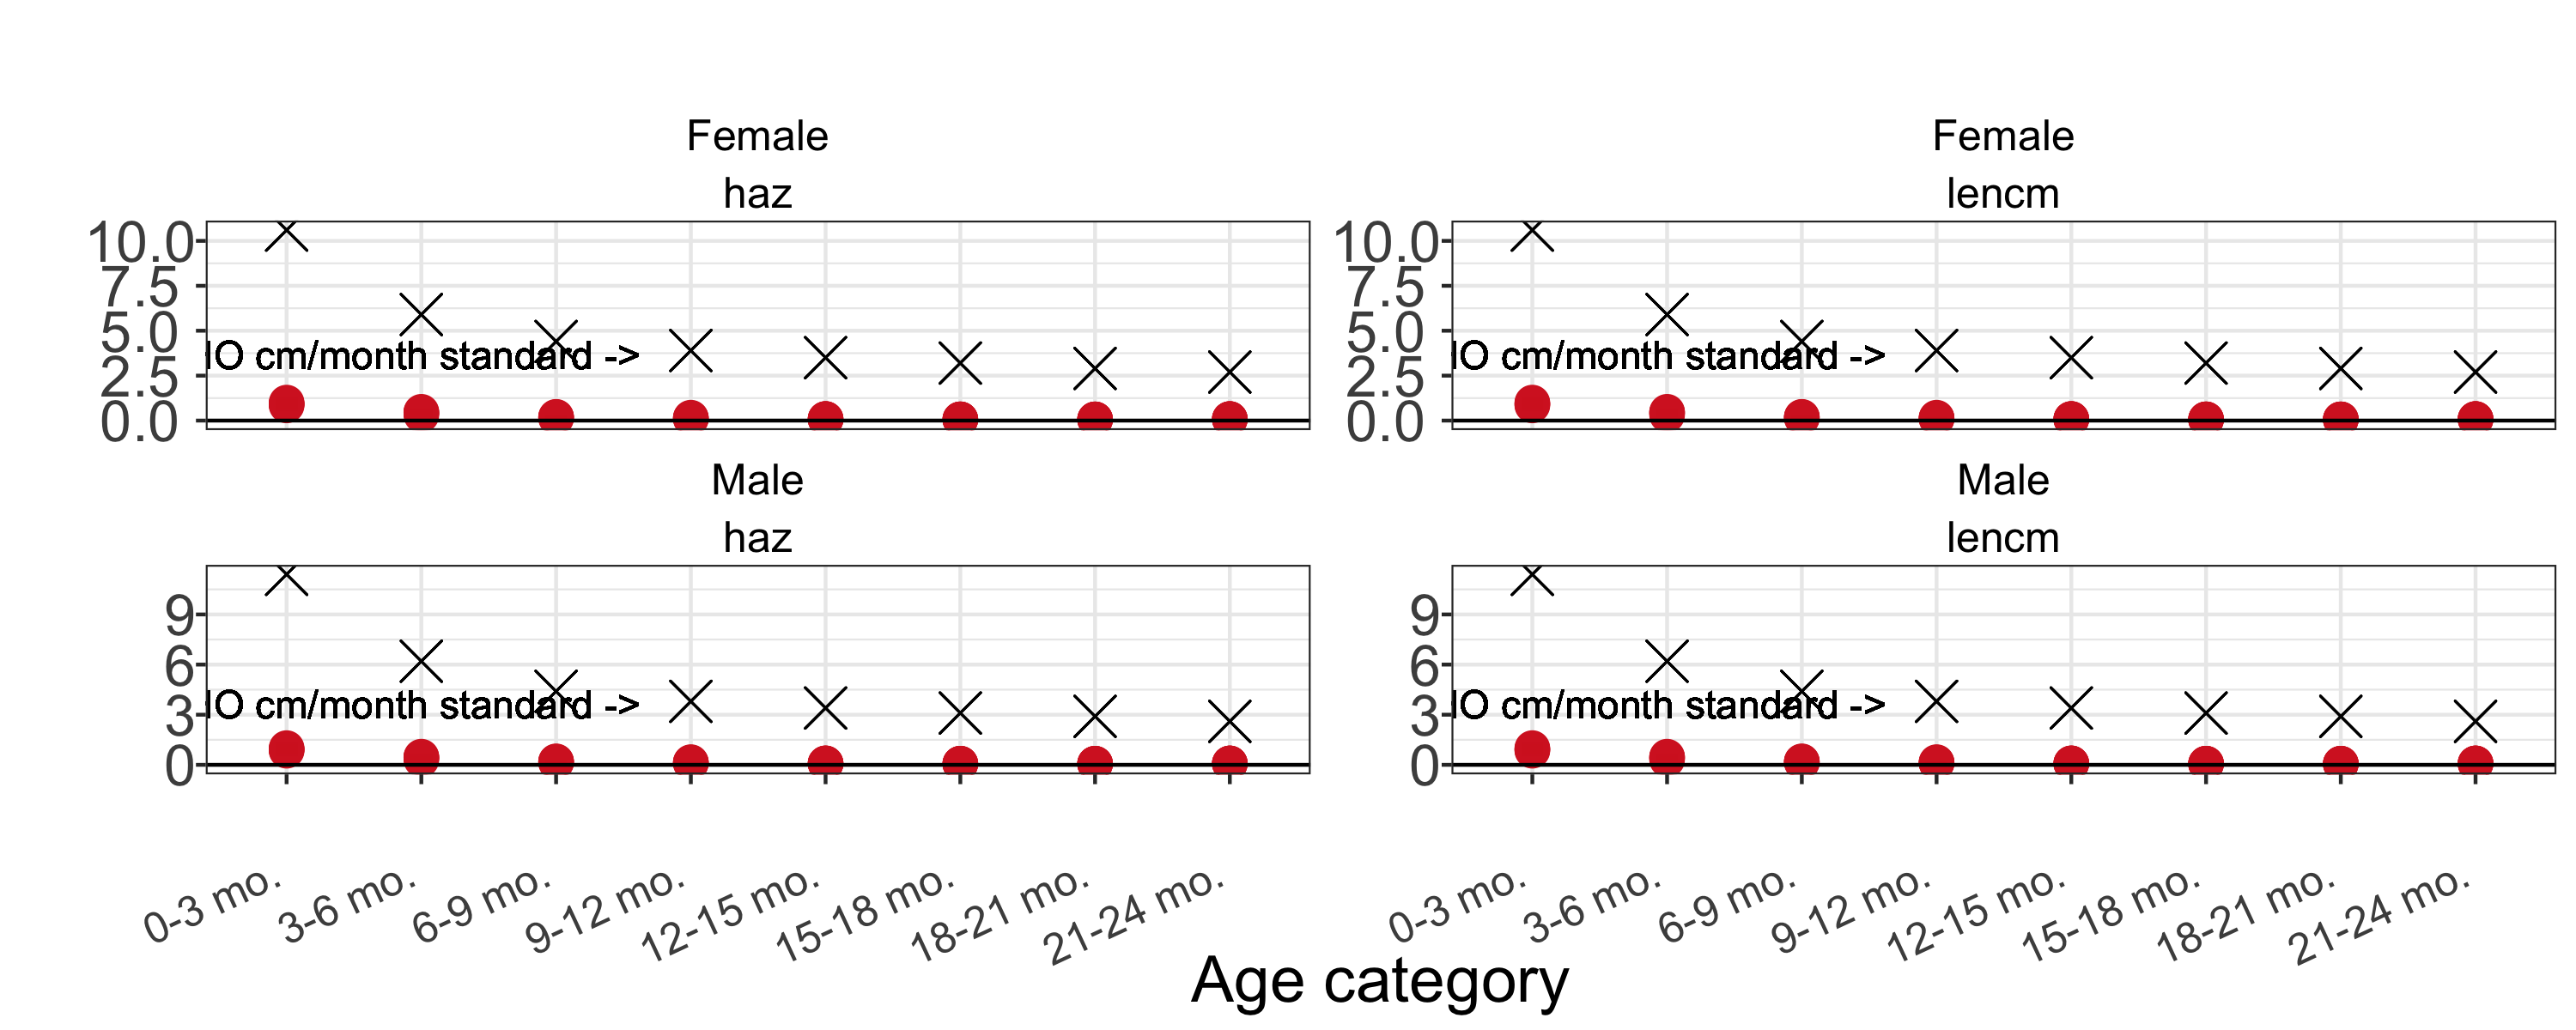 Female
haz
10.0
7.5
5.0
2.5
0.0
cm/month standard ->
Female
lencm
10.0
7.5
5.0
2.5
0.0
cm/month standard ->
Male
haz
9
6
3
0
cm/month standard ->
0-3 mo.
3-6 mo.
6-9 mo.
9-12 mo.
12-15 mo.
15-18 mo.
18-21 mo.
21-24 mo.
Male
lencm
9
6
3
0
cm/month standard ->
0-3 mo.
3-6 mo.
6-9 mo.
9-12 mo.
12-15 mo.
15-18 mo.
18-21 mo.
21-24 mo.
Age category